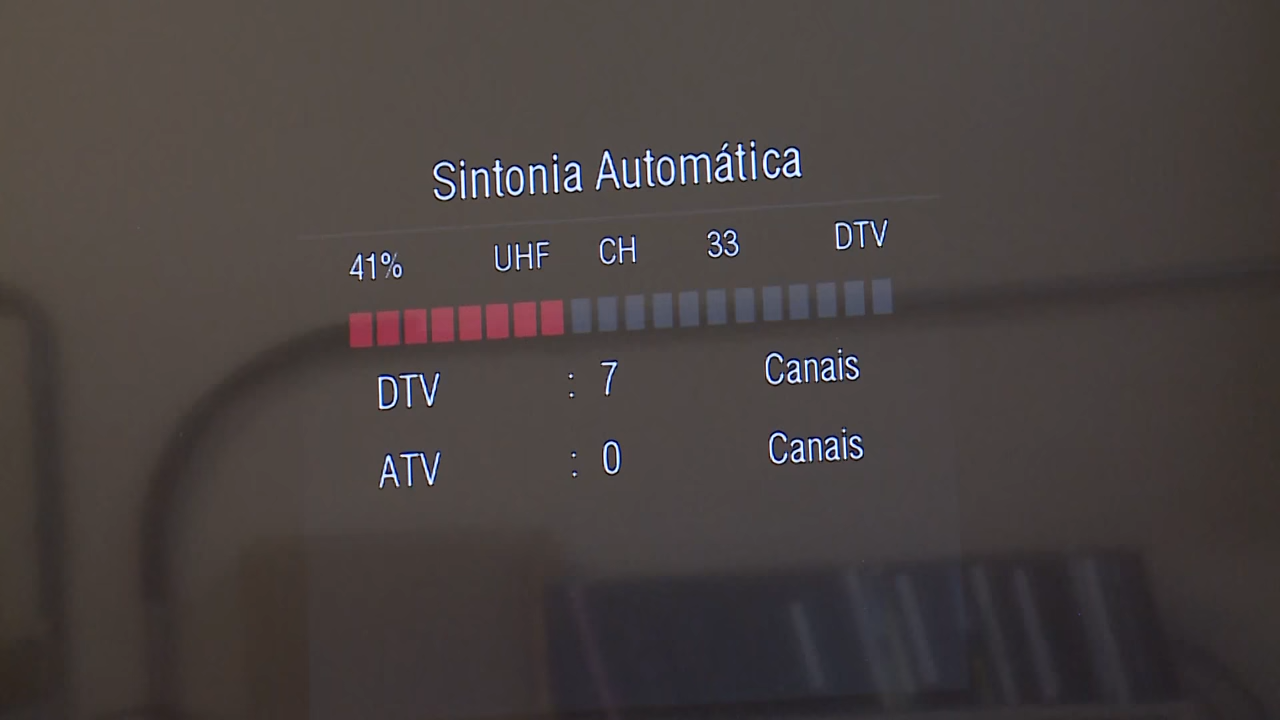 Sintonia Automática
41% UHF CH 33 DTV
DTV : 7 Canais
ATV : 0 Canais